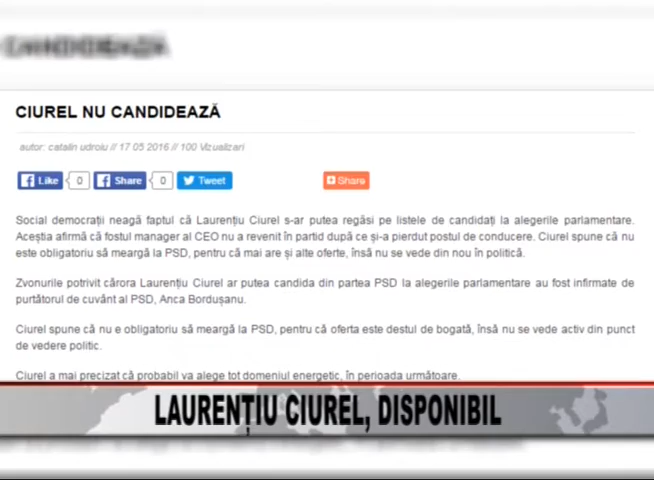 CANDIDEAZĂ
CIUREL NU CANDIDEAZĂ
autor: catalin udroiu // 17 05 2016 // 100 Vizualizari
Like 0 Share 0 Tweet Share
Social democrații neagă faptul că Laurențiu Ciurel s-ar putea regăsi pe listele de candidați la alegerile parlamentare.
Aceștia afirmă că fostul manager al CEO nu a revenit în partid după ce și-a pierdut postul de conducere. Ciurel spune că nu
este obligatoriu să meargă la PSD, pentru că mai are și alte oferte, însă nu se vede din nou în politică.
Zvonurile potrivit cărora Laurențiu Ciurel ar putea candida din partea PSD la alegerile parlamentare au fost infirmate de
purtătorul de cuvânt al PSD, Anca Bordușanu.
Ciurel spune că nu e obligatoriu să meargă la PSD, pentru că oferta este destul de bogată, însă nu se vede activ din punct
de vedere politic.
Ciurel a mai precizat că probabil va alege tot domeniul energetic, în perioada următoare.
LAURENȚIU CIUREL, DISPONIBIL